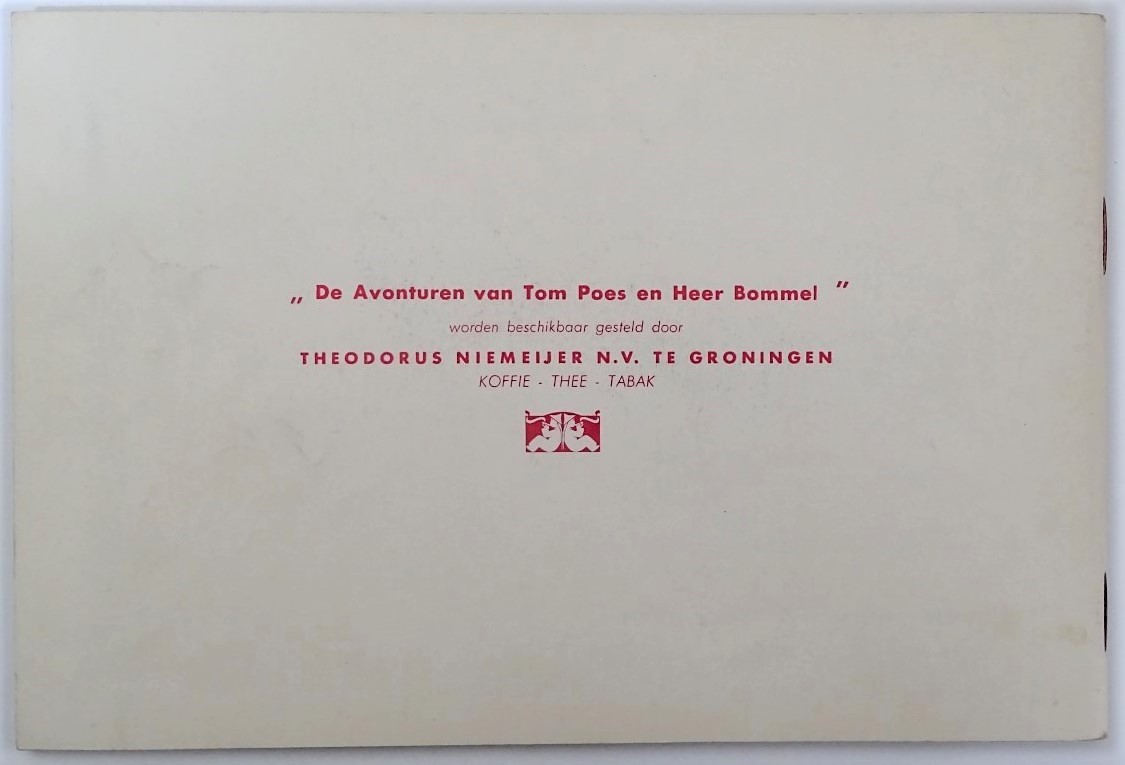 „ De Avonturen van Tom Poes en Heer Bommel ”
worden beschikbaar gesteld door
THEODORUS NIEMEIJER N.V. TE GRONINGEN
KOFFIE - THEE - TABAK